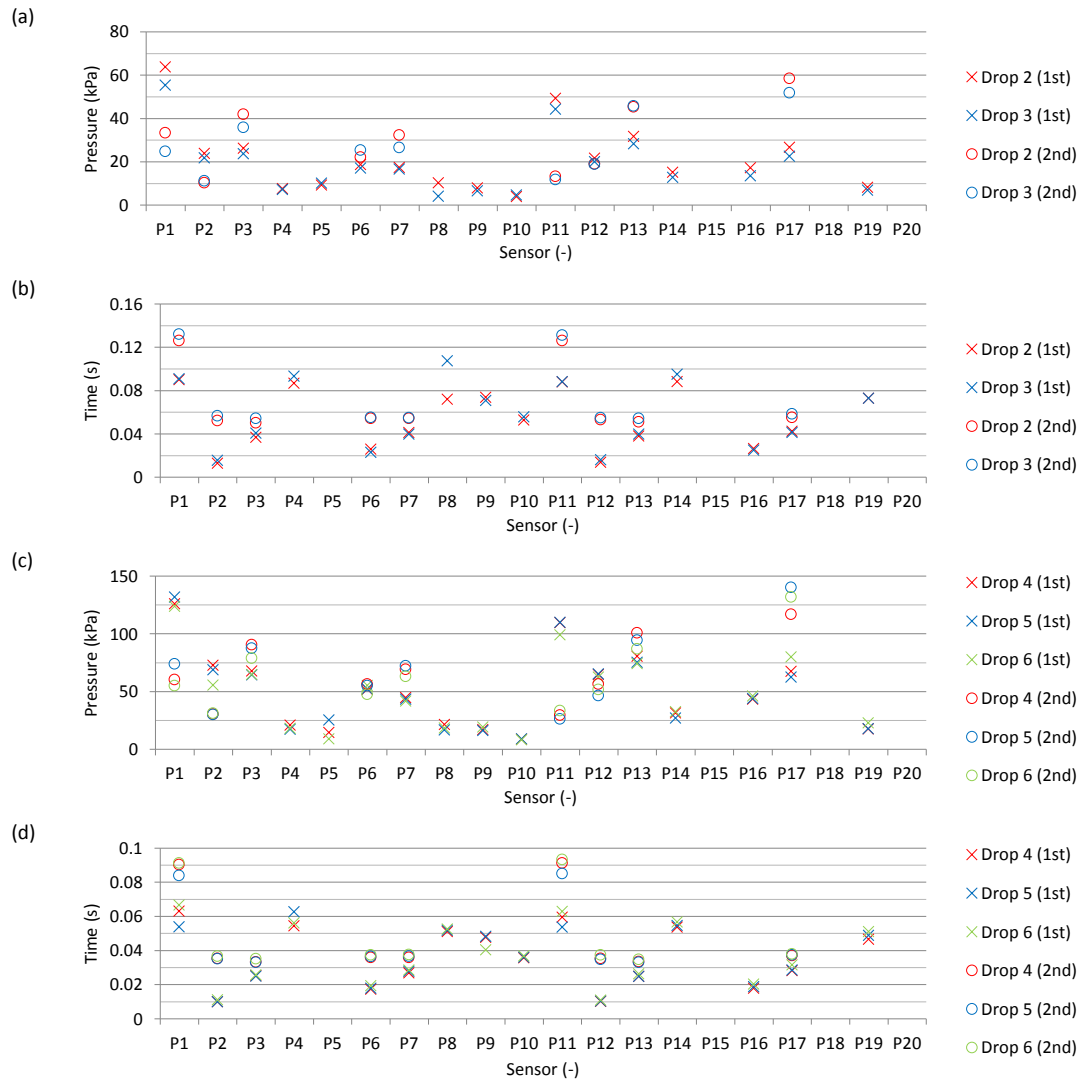 (a)
Pressure (kPa)
80
60
40
20
0
P1 P2 P3 P4 P5 P6 P7 P8 P9 P10 P11 P12 P13 P14 P15 P16 P17 P18 P19 P20
Sensor (-)
Drop 2 (1st)
Drop 3 (1st)
Drop 2 (2nd)
Drop 3 (2nd)
(b)
Time (s)
0.16
0.12
0.08
0.04
0
P1 P2 P3 P4 P5 P6 P7 P8 P9 P10 P11 P12 P13 P14 P15 P16 P17 P18 P19 P20
Sensor (-)
Drop 2 (1st)
Drop 3 (1st)
Drop 2 (2nd)
Drop 3 (2nd)
(c)
Pressure (kPa)
150
100
50
0
P1 P2 P3 P4 P5 P6 P7 P8 P9 P10 P11 P12 P13 P14 P15 P16 P17 P18 P19 P20
Sensor (-)
Drop 4 (1st)
Drop 5 (1st)
Drop 6 (1st)
Drop 4 (2nd)
Drop 5 (2nd)
Drop 6 (2nd)
(d)
Time (s)
0.1
0.08
0.06
0.04
0.02
0
P1 P2 P3 P4 P5 P6 P7 P8 P9 P10 P11 P12 P13 P14 P15 P16 P17 P18 P19 P20
Sensor (-)
Drop 4 (1st)
Drop 5 (1st)
Drop 6 (1st)
Drop 4 (2nd)
Drop 5 (2nd)
Drop 6 (2nd)